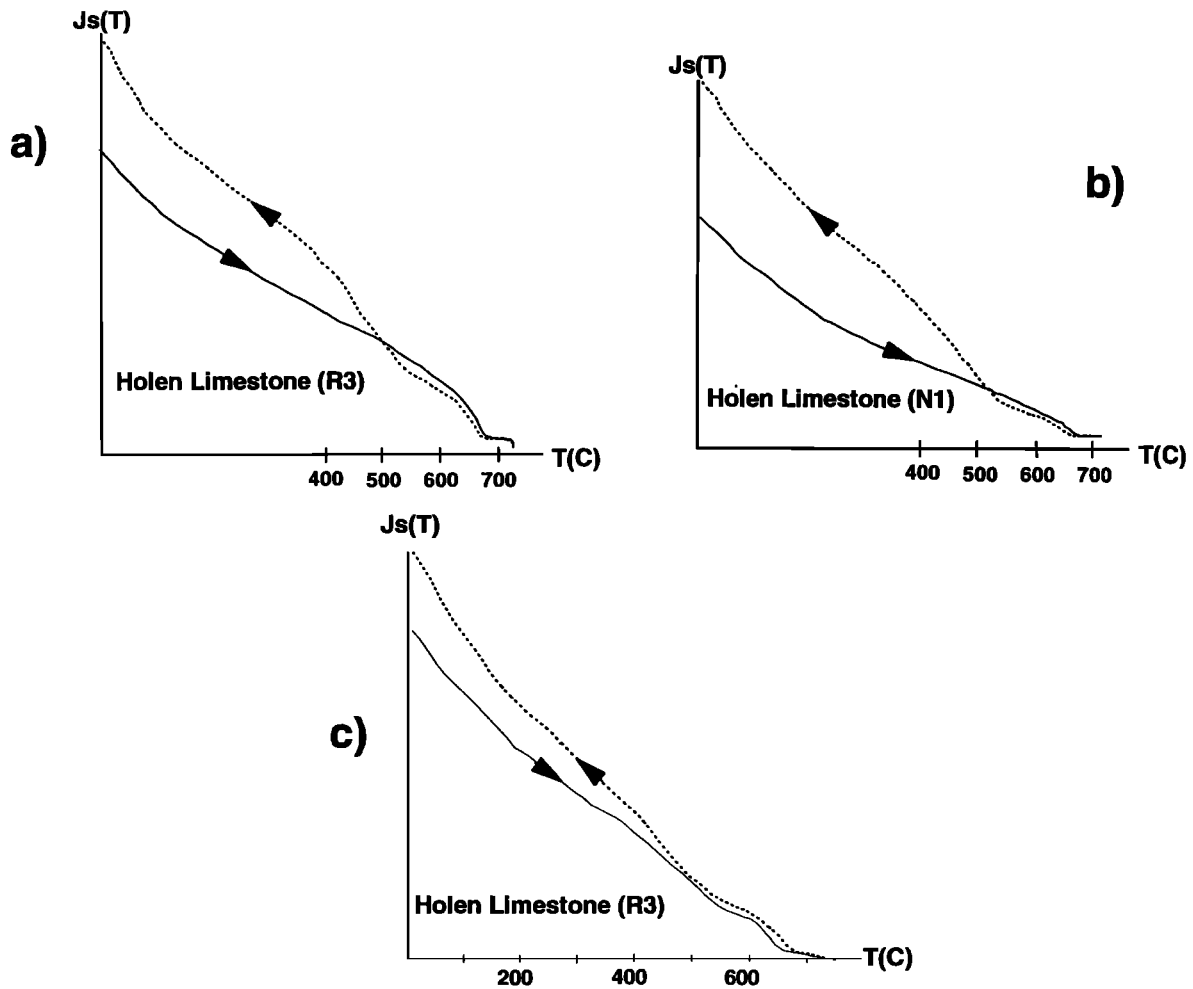 Js(T)
a)
Holen Limestone (R3)
400 500 600 700
T(C)
Js(T)
b)
Holen Limestone (N1)
400 500 600 700
T(C)
Js(T)
c)
Holen Limestone (R3)
200 400 600
T(C)